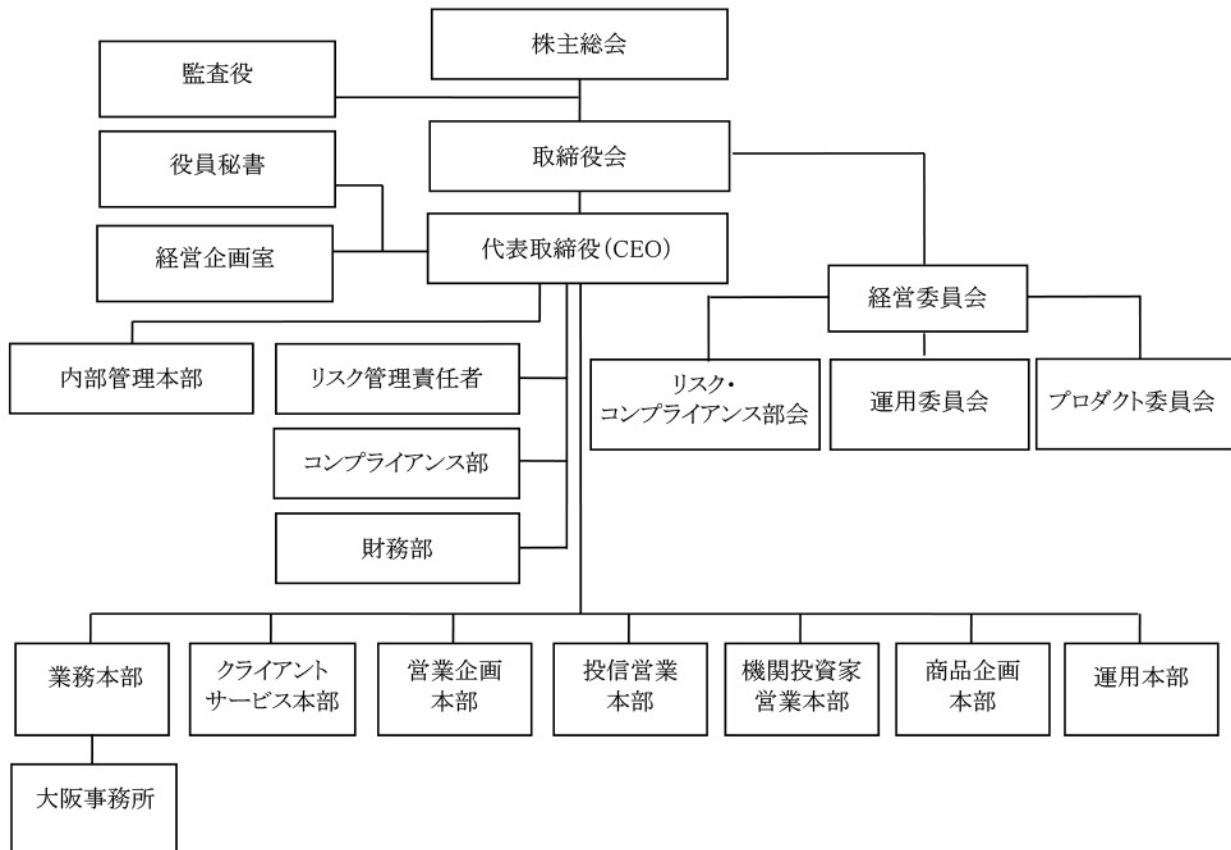 株主総会
監査役
取締役会
役員秘書
代表取締役(CEO)
経営企画室
経営委員会
内部管理本部
リスク管理責任者
リスク・
コンプライアンス部会
運用委員会
プロダクト委員会
コンプライアンス部
財務部
業務本部
クライアント
サービス本部
営業企画
本部
投信営業
本部
機関投資家
営業本部
商品企画
本部
運用本部
大阪事務所